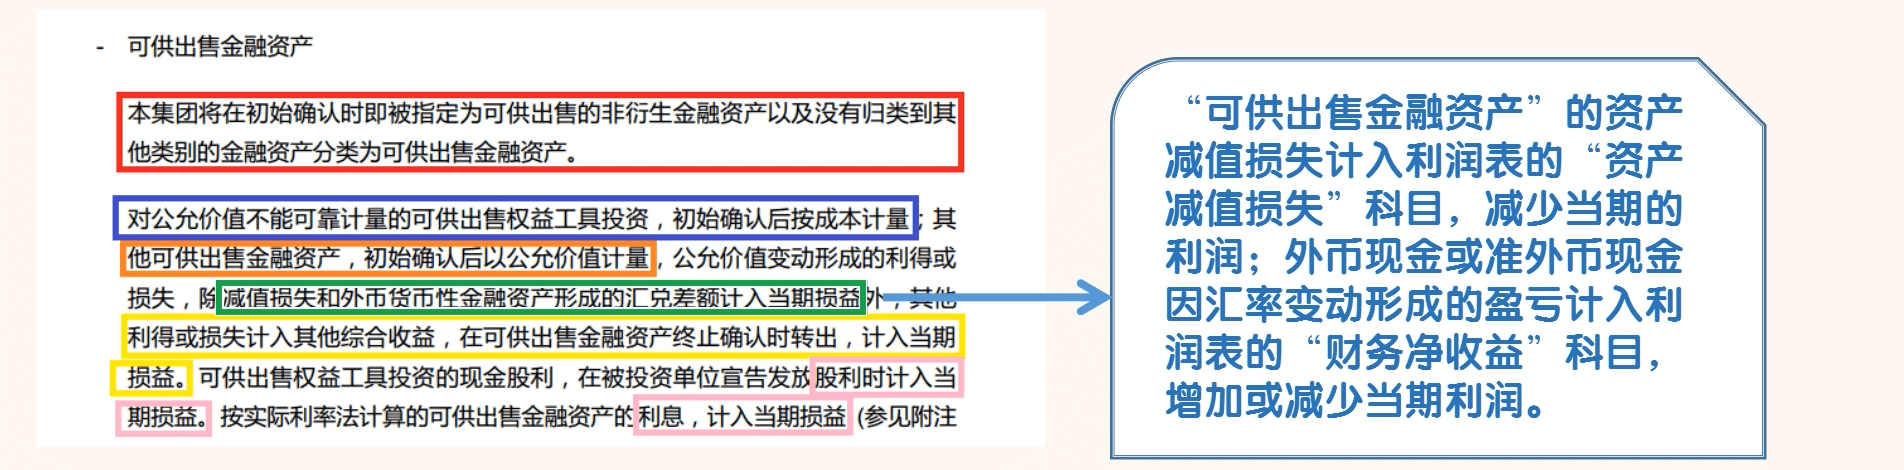 - 可供出售金融资产
本集团将在初始确认时即被指定为可供出售的非衍生金融资产以及没有归类到其
他类别的金融资产分类为可供出售金融资产。
对公允价值不能可靠计量的可供出售权益工具投资，初始确认后按成本计量；其
他可供出售金融资产，初始确认后以公允价值计量，公允价值变动形成的利得或
损失，除减值损失和外币货币性金融资产形成的汇兑差额计入当期损益外，其他
利得或损失计入其他综合收益，在可供出售金融资产终止确认时转出，计入当期
损益。可供出售权益工具投资的现金股利，在被投资单位宣告发放股利时计入当
期损益。按实际利率法计算的可供出售金融资产的利息，计入当期损益 (参见附注
“可供出售金融资产”的资产
减值损失计入利润表的“资产
减值损失”科目，减少当期的
利润；外币现金或准外币现金
因汇率变动形成的盈亏计入利
润表的“财务净收益”科目，
增加或减少当期利润。